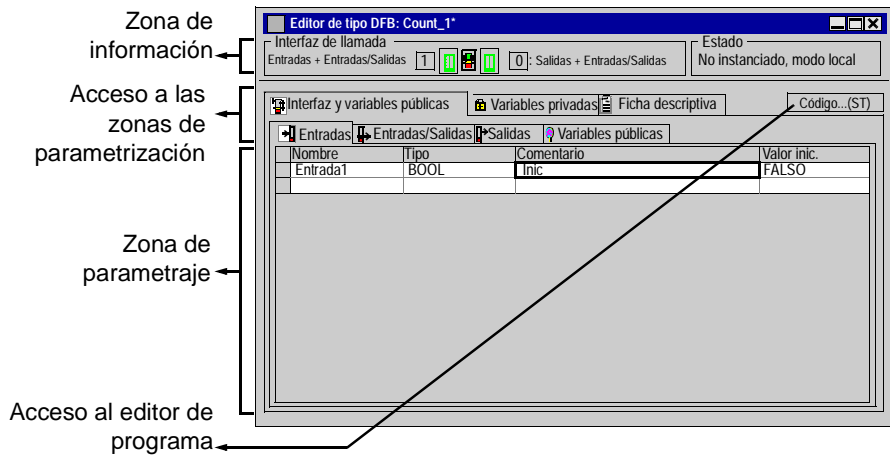 Zona de
información
Acceso a las
zonas de
parametrización
Zona de
parametraje
Acceso al editor de
programa
Editor de tipo DFB: Count_1*
Interfaz de llamada
Entradas + Entradas/Salidas 1 0 : Salidas + Entradas/Salidas
Estado
No instanciado, modo local
Interfaz y variables públicas Variables privadas Ficha descriptiva Código...(ST)
Entradas Entradas/Salidas Salidas Variables públicas
Nombre Tipo Comentario Valor inic.
Entrada1 BOOL Inic FALSO